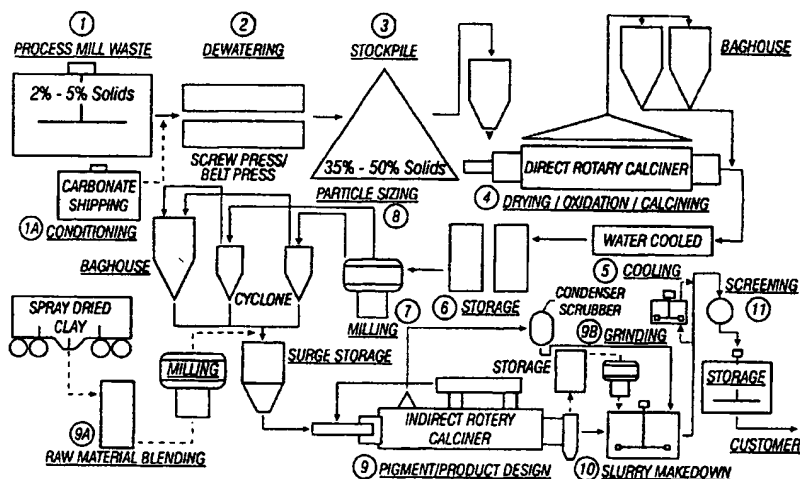 1
PROCESS MILL WASTE
2% - 5% Solids
CARBONATE
SHIPPING
1A CONDITIONING
2
DEWATERING
SCREW PRESS/
BELT PRESS
3
STOCKPILE
35% - 50% Solids
BAGHOUSE
DIRECT ROTARY CALCINER
4 DRYING / OXIDATION / CALCINING
WATER COOLED
5 COOLING
6 STORAGE
7
MILLING
PARTICLE SIZING
8
BAGHOUSE
CYCLONE
SURGE STORAGE
SPRAY DRIED
CLAY
MILLING
9A
RAW MATERIAL BLENDING
INDIRECT ROTERY
CALCINER
9 PIGMENT/PRODUCT DESIGN
CONDENSER
SCRUBBER
9B GRINDING
STORAGE
10 SLURRY MAKEDOWN
SCREENING
11
STORAGE
CUSTOMER